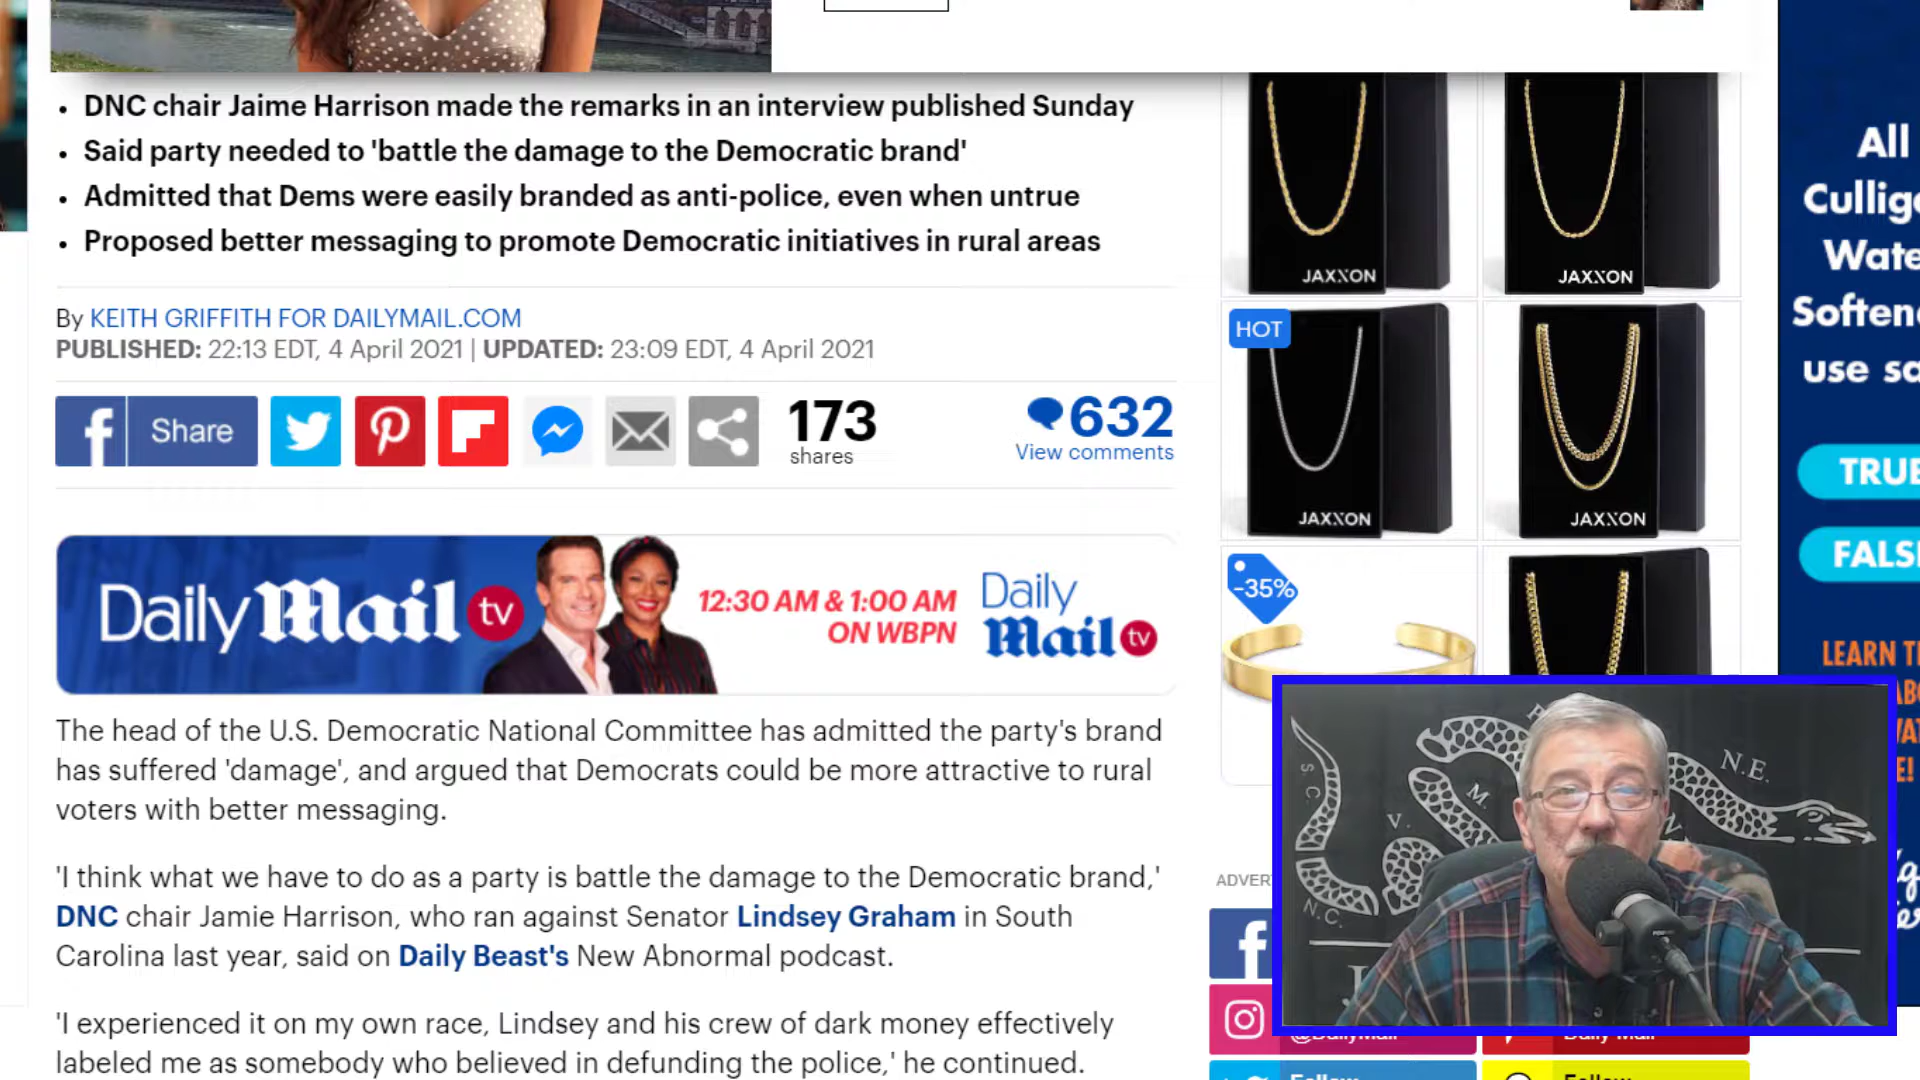 DNC chair Jaime Harrison made the remarks in an interview published Sunday
Said party needed to 'battle the damage to the Democratic brand'
Admitted that Dems were easily branded as anti-police, even when untrue
Proposed better messaging to promote Democratic initiatives in rural areas
By KEITH GRIFFITH FOR DAILYMAIL.COM
PUBLISHED: 22:13 EDT, 4 April 2021 | UPDATED: 23:09 EDT, 4 April 2021
Share
173
shares
632
View comments
Daily Mail tv
12:30 AM & 1:00 AM
ON WBPN
Daily
Mail tv
The head of the U.S. Democratic National Committee has admitted the party's brand
has suffered 'damage', and argued that Democrats could be more attractive to rural
voters with better messaging.
'I think what we have to do as a party is battle the damage to the Democratic brand,'
DNC chair Jamie Harrison, who ran against Senator Lindsey Graham in South
Carolina last year, said on Daily Beast's New Abnormal podcast.
'I experienced it on my own race, Lindsey and his crew of dark money effectively
labeled me as somebody who believed in defunding the police,' he continued.
JAXXON
JAXXON
HOT
JAXXON
JAXXON
-35%
All
TRUE
LEARN
S.C.
N.C.
V.
M.
N.E.